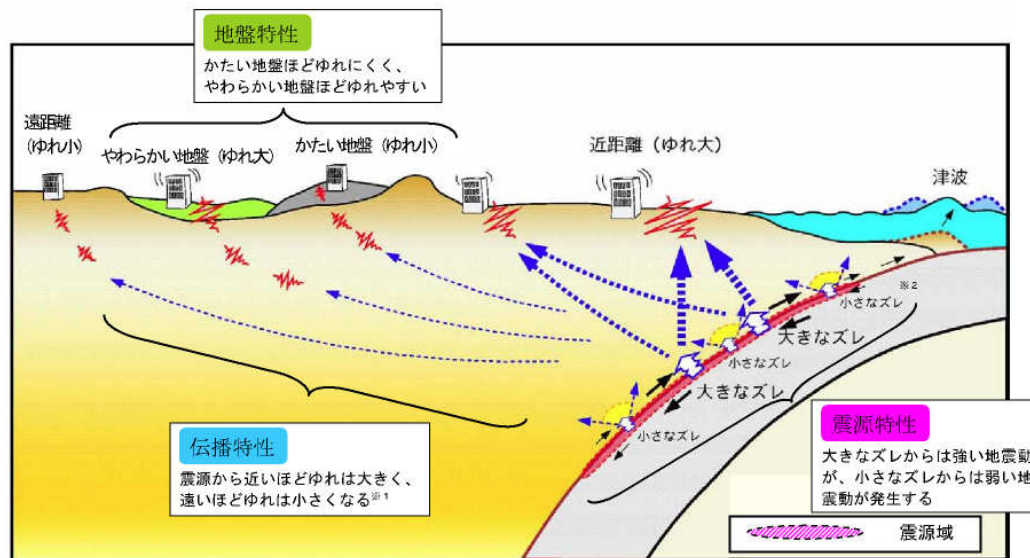 地盤特性
かたい地盤ほどゆれにくく、
やわらかい地盤ほどゆれやすい
遠距離
（ゆれ小）
やわらかい地盤（ゆれ大）
かたい地盤（ゆれ小）
近距離（ゆれ大）
津波
※2
小さなズレ
大きなズレ
小さなズレ
大きなズレ
小さなズレ
伝播特性
震源から近いほどゆれは大きく、
遠いほどゆれは小さくなる※1
震源特性
大きなズレからは強い地震動
が、小さなズレからは弱い地
震動が発生する
震源域